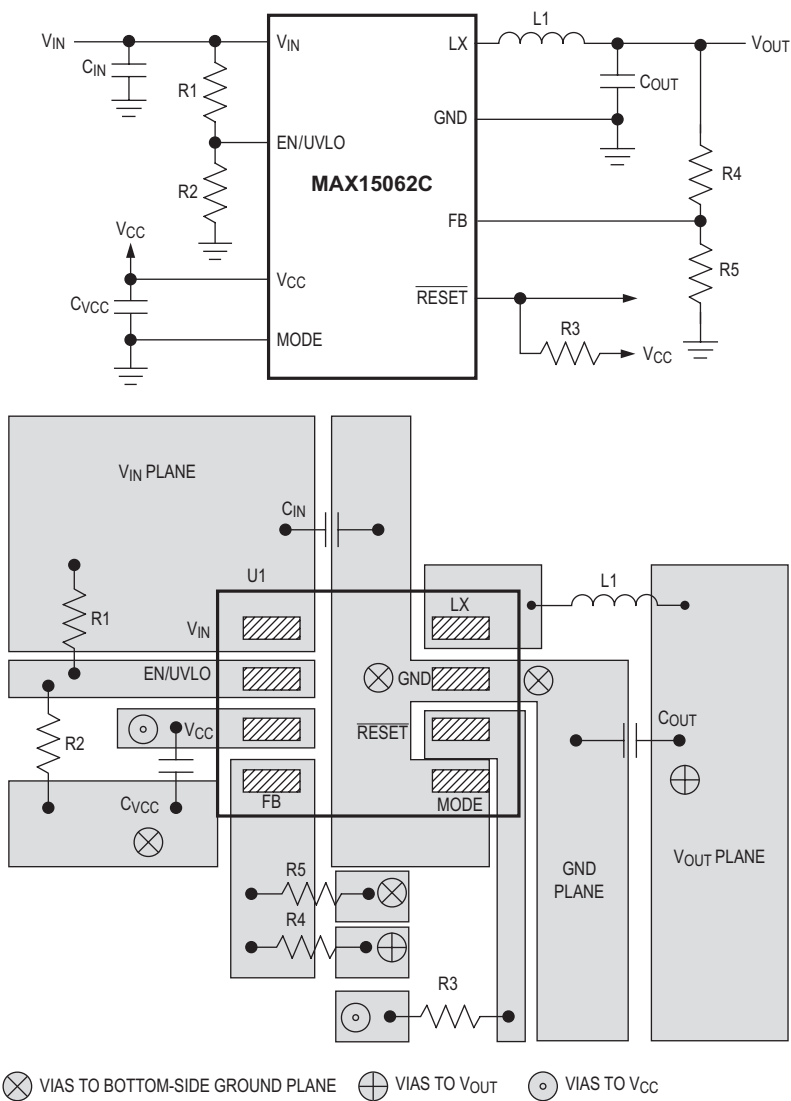 L1
VIN
VIN
LX
VOUT
CIN
COUT
R1
GND
EN/UVLO
R4
MAX15062C
R2
FB
VCC
R5
VCC
RESET
CVCC
R3
MODE
VCC
VIN PLANE
CIN
U1
L1
LX
R1
VIN
EN/UVLO
GND
COUT
VCC
RESET
R2
CVCC
FB
MODE
VOUT PLANE
GND
PLANE
R5
R4
R3
VIAS TO BOTTOM-SIDE GROUND PLANE
VIAS TO VOUT
VIAS TO VCC